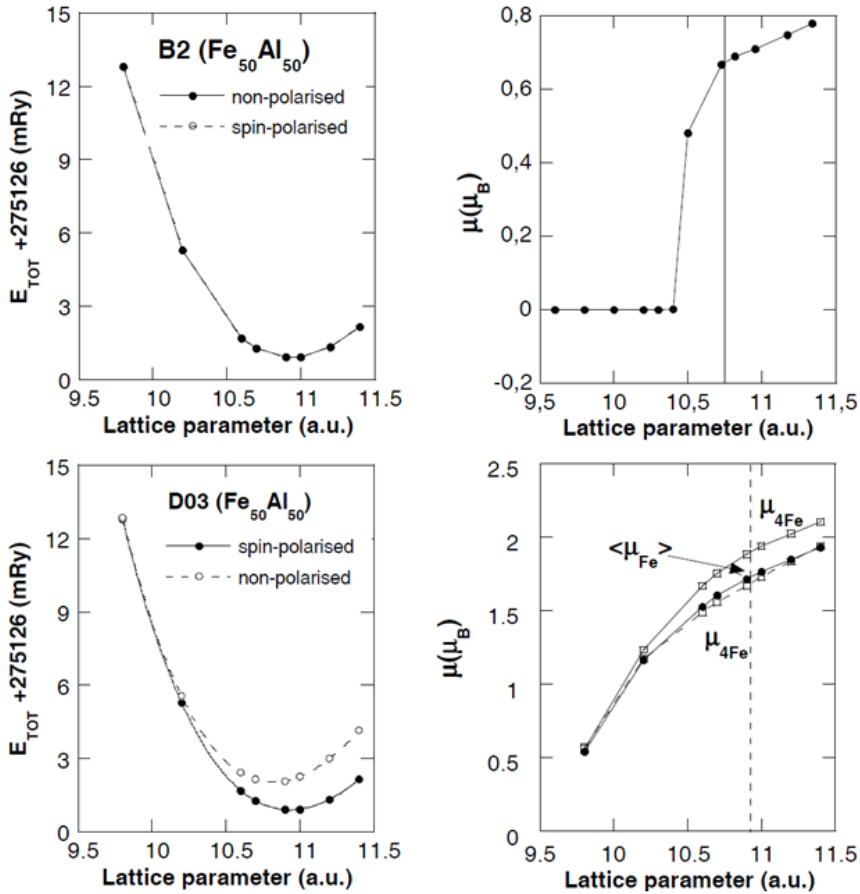 B2 (Fe50Al50)
non-polarised
spin-polarised
ETOT +275126 (mRy)
15
12
9
6
3
0
9.5 10 10.5 11 11.5
Lattice parameter (a.u.)
μ(μB)
0,8
0,6
0,4
0,2
0
-0,2
9,5 10 10,5 11 11,5
Lattice parameter (a.u.)
D03 (Fe50Al50)
spin-polarised
non-polarised
ETOT +275126 (mRy)
15
12
9
6
3
0
9.5 10 10.5 11 11.5
Lattice parameter (a.u.)
μ(μB)
2.5
2
1.5
1
0.5
0
μ4Fe
<μFe>
μ4Fe
9.5 10 10.5 11 11.5
Lattice parameter (a.u.)